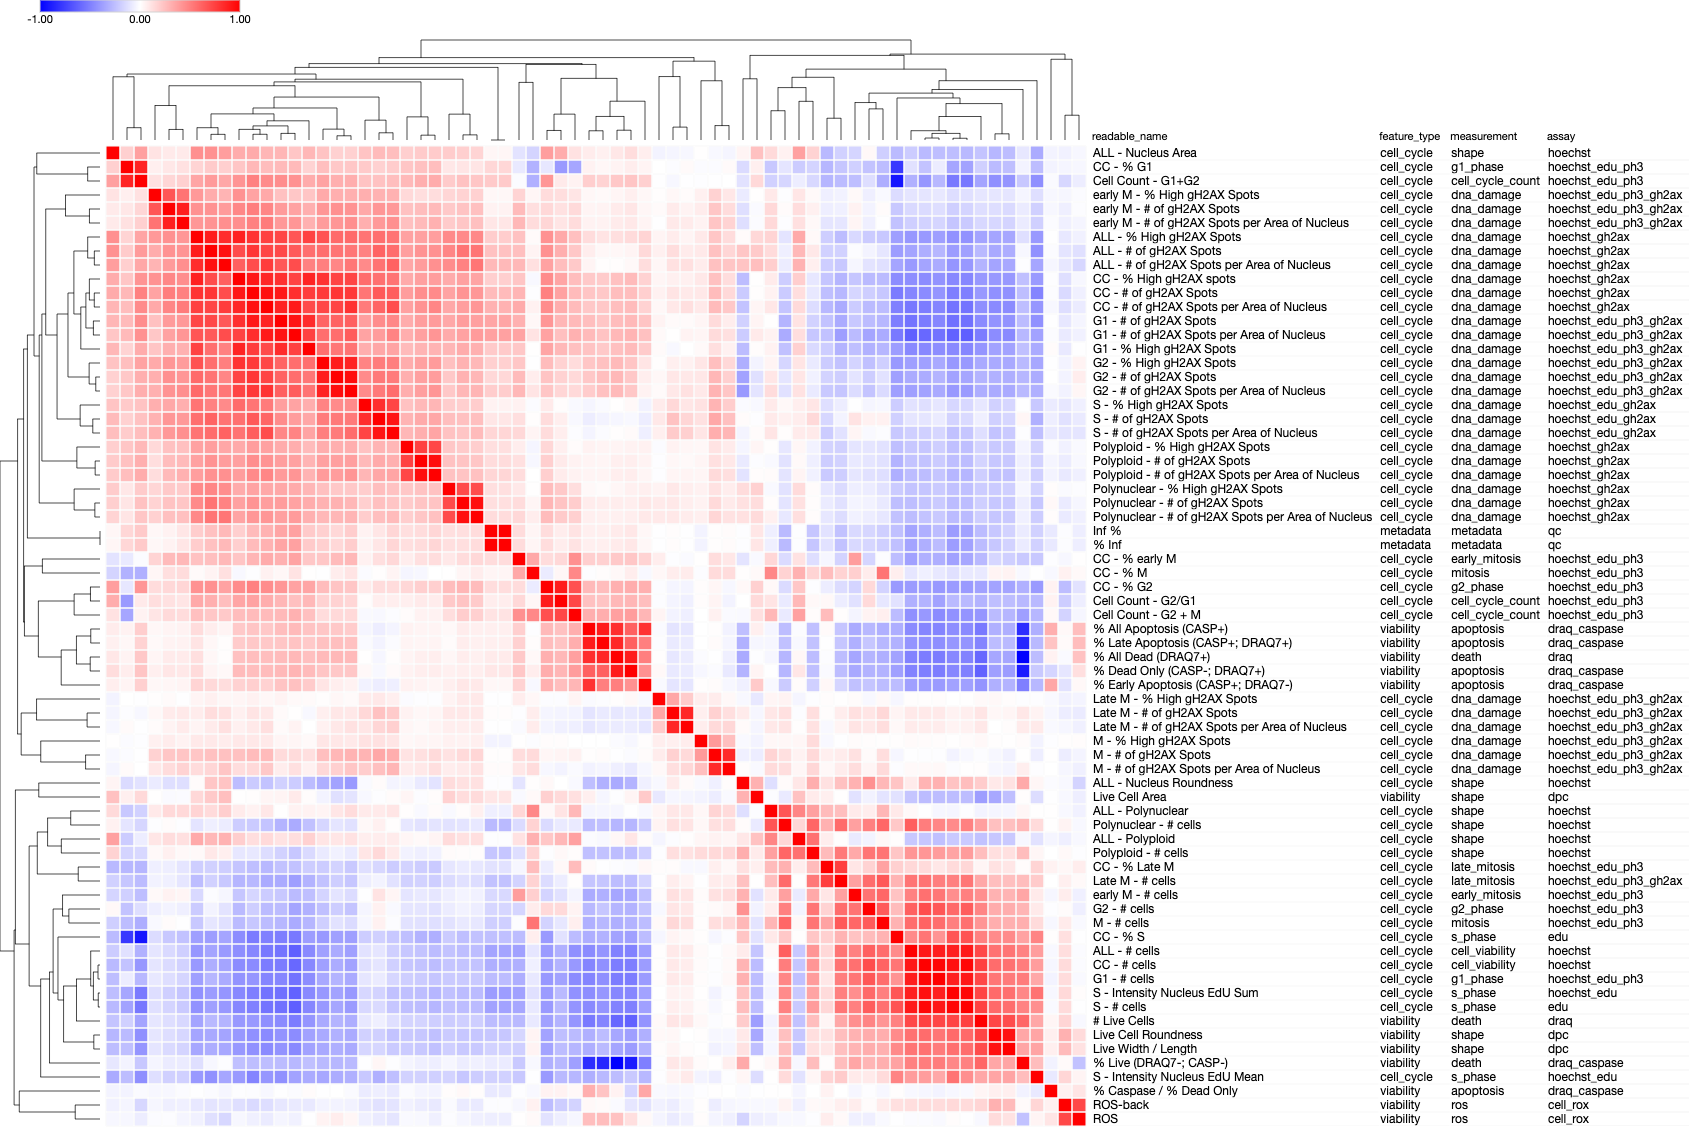 -1.00 0.00 1.00
readable_name feature_type measurement assay
ALL - Nucleus Area cell_cycle shape hoechst
CC - % G1 cell_cycle g1_phase hoechst_edu_ph3
Cell Count - G1+G2 cell_cycle cell_cycle_count hoechst_edu_ph3
early M - % High gH2AX Spots cell_cycle dna_damage hoechst_edu_ph3_gh2ax
early M - # of gH2AX Spots cell_cycle dna_damage hoechst_edu_ph3_gh2ax
early M - # of gH2AX Spots per Area of Nucleus cell_cycle dna_damage hoechst_edu_ph3_gh2ax
ALL - % High gH2AX Spots cell_cycle dna_damage hoechst_gh2ax
ALL - # of gH2AX Spots cell_cycle dna_damage hoechst_gh2ax
ALL - # of gH2AX Spots per Area of Nucleus cell_cycle dna_damage hoechst_gh2ax
CC - % High gH2AX spots cell_cycle dna_damage hoechst_gh2ax
CC - # of gH2AX Spots cell_cycle dna_damage hoechst_gh2ax
CC - # of gH2AX Spots per Area of Nucleus cell_cycle dna_damage hoechst_gh2ax
G1 - # of gH2AX Spots cell_cycle dna_damage hoechst_edu_ph3_gh2ax
G1 - # of gH2AX Spots per Area of Nucleus cell_cycle dna_damage hoechst_edu_ph3_gh2ax
G1 - % High gH2AX Spots cell_cycle dna_damage hoechst_edu_ph3_gh2ax
G2 - % High gH2AX Spots cell_cycle dna_damage hoechst_edu_ph3_gh2ax
G2 - # of gH2AX Spots cell_cycle dna_damage hoechst_edu_ph3_gh2ax
G2 - # of gH2AX Spots per Area of Nucleus cell_cycle dna_damage hoechst_edu_ph3_gh2ax
S - % High gH2AX Spots cell_cycle dna_damage hoechst_edu_gh2ax
S - # of gH2AX Spots cell_cycle dna_damage hoechst_edu_gh2ax
S - # of gH2AX Spots per Area of Nucleus cell_cycle dna_damage hoechst_edu_gh2ax
Polyploid - % High gH2AX Spots cell_cycle dna_damage hoechst_gh2ax
Polyploid - # of gH2AX Spots cell_cycle dna_damage hoechst_gh2ax
Polyploid - # of gH2AX Spots per Area of Nucleus cell_cycle dna_damage hoechst_gh2ax
Polynuclear - % High gH2AX Spots cell_cycle dna_damage hoechst_gh2ax
Polynuclear - # of gH2AX Spots cell_cycle dna_damage hoechst_gh2ax
Polynuclear - # of gH2AX Spots per Area of Nucleus cell_cycle dna_damage hoechst_gh2ax
Inf % metadata metadata qc
% Inf metadata metadata qc
CC - % early M cell_cycle early_mitosis hoechst_edu_ph3
CC - % M cell_cycle mitosis hoechst_edu_ph3
CC - % G2 cell_cycle g2_phase hoechst_edu_ph3
Cell Count - G2/G1 cell_cycle cell_cycle_count hoechst_edu_ph3
Cell Count - G2 + M cell_cycle cell_cycle_count hoechst_edu_ph3
% All Apoptosis (CASP+) viability apoptosis draq_caspase
% Late Apoptosis (CASP+; DRAQ7+) viability apoptosis draq_caspase
% All Dead (DRAQ7+) viability death draq
% Dead Only (CASP-; DRAQ7+) viability apoptosis draq_caspase
% Early Apoptosis (CASP+; DRAQ7-) viability apoptosis draq_caspase
Late M - % High gH2AX Spots cell_cycle dna_damage hoechst_edu_ph3_gh2ax
Late M - # of gH2AX Spots cell_cycle dna_damage hoechst_edu_ph3_gh2ax
Late M - # of gH2AX Spots per Area of Nucleus cell_cycle dna_damage hoechst_edu_ph3_gh2ax
M - % High gH2AX Spots cell_cycle dna_damage hoechst_edu_ph3_gh2ax
M - # of gH2AX Spots cell_cycle dna_damage hoechst_edu_ph3_gh2ax
M - # of gH2AX Spots per Area of Nucleus cell_cycle dna_damage hoechst_edu_ph3_gh2ax
ALL - Nucleus Roundness cell_cycle shape hoechst
Live Cell Area viability shape dpc
ALL - Polynuclear cell_cycle shape hoechst
Polynuclear - # cells cell_cycle shape hoechst
ALL - Polyploid cell_cycle shape hoechst
Polyploid - # cells cell_cycle shape hoechst
CC - % Late M cell_cycle late_mitosis hoechst_edu_ph3
Late M - # cells cell_cycle late_mitosis hoechst_edu_ph3_gh2ax
early M - # cells cell_cycle early_mitosis hoechst_edu_ph3
G2 - # cells cell_cycle g2_phase hoechst_edu_ph3
M - # cells cell_cycle mitosis hoechst_edu_ph3
CC - % S cell_cycle s_phase edu
ALL - # cells cell_cycle cell_viability hoechst
CC - # cells cell_cycle cell_viability hoechst
G1 - # cells cell_cycle g1_phase hoechst_edu_ph3
S - Intensity Nucleus EdU Sum cell_cycle s_phase hoechst_edu
S - # cells cell_cycle s_phase edu
# Live Cells viability death draq
Live Cell Roundness viability shape dpc
Live Width / Length viability shape dpc
% Live (DRAQ7-; CASP-) viability death draq_caspase
S - Intensity Nucleus EdU Mean cell_cycle s_phase hoechst_edu
% Caspase / % Dead Only viability apoptosis draq_caspase
ROS-back viability ros cell_rox
ROS viability ros cell_rox